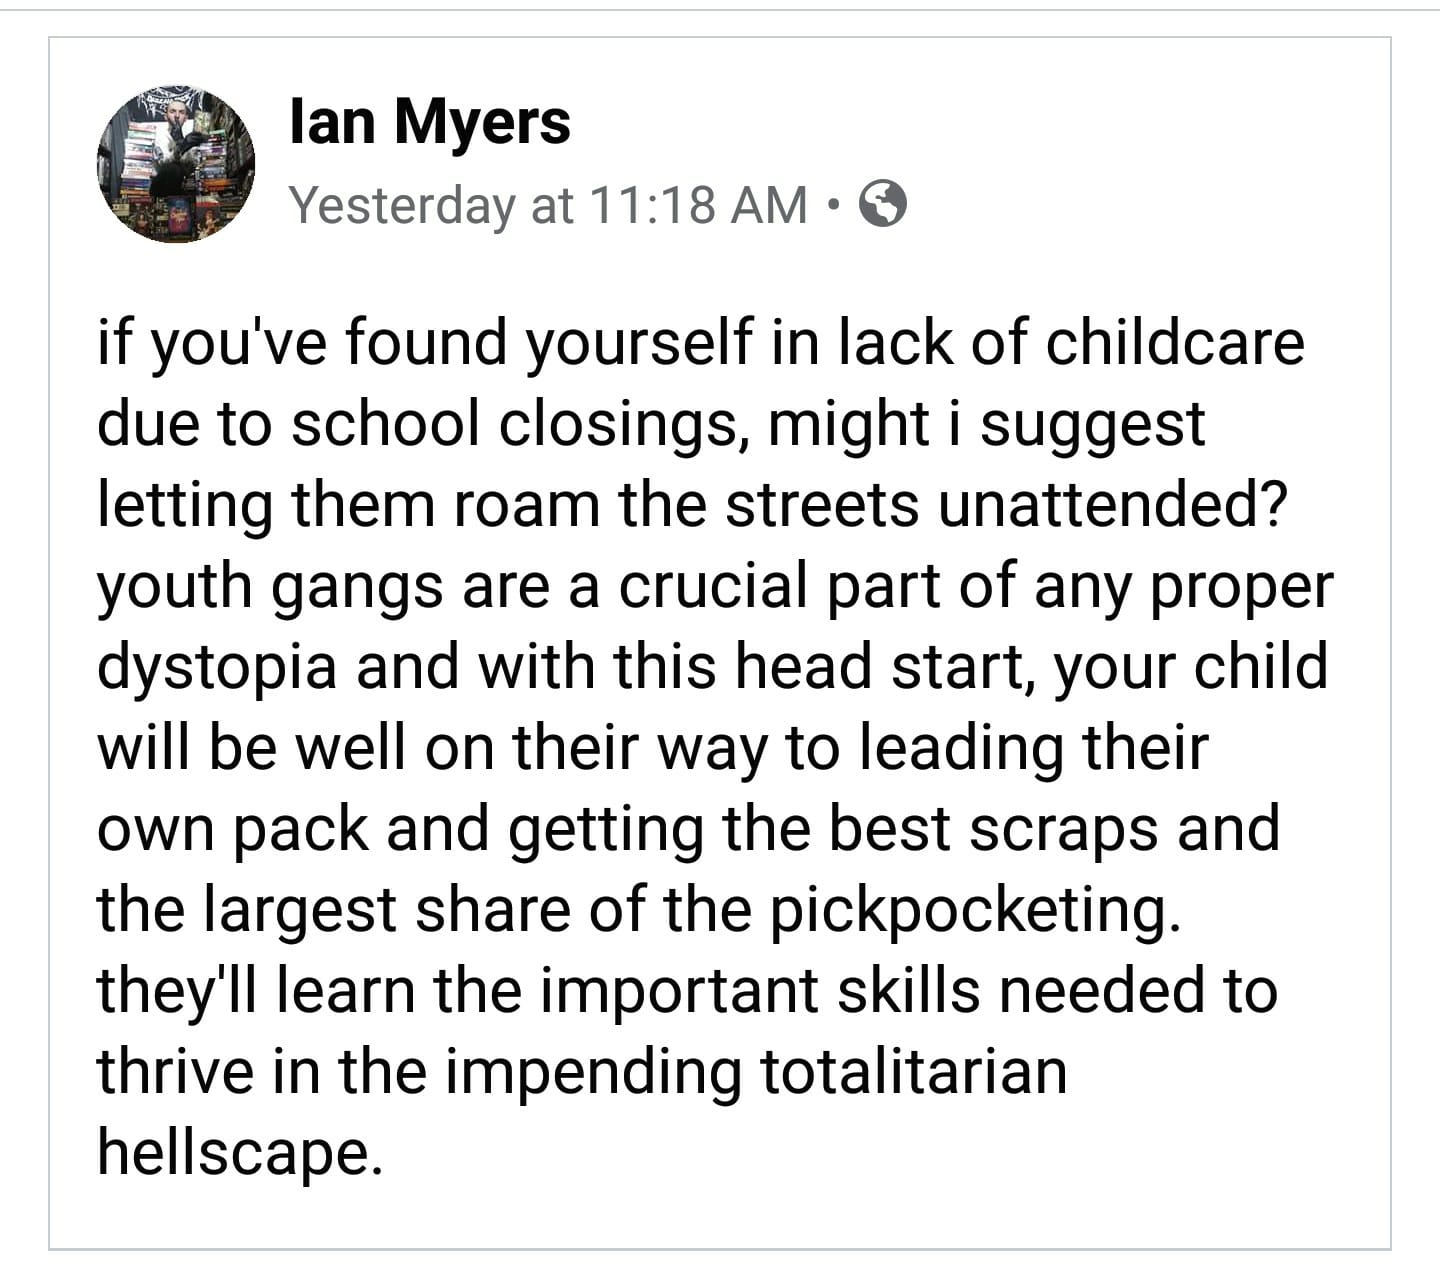 Ian Myers
Yesterday at 11:18 AM •
if you've found yourself in lack of childcare
due to school closings, might i suggest
letting them roam the streets unattended?
youth gangs are a crucial part of any proper
dystopia and with this head start, your child
will be well on their way to leading their
own pack and getting the best scraps and
the largest share of the pickpocketing.
they'll learn the important skills needed to
thrive in the impending totalitarian
hellscape.